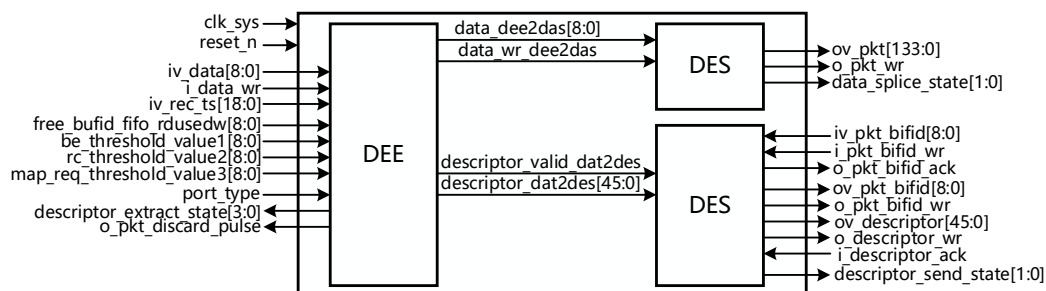 clk_sys
reset_n
iv_data[8:0]
i_data_wr
iv_rec_ts[18:0]
free_bufid_fifo_rdusedw[8:0]
be_threshold_value1[8:0]
rc_threshold_value2[8:0]
map_req_threshold_value3[8:0]
port_type
descriptor_extract_state[3:0]
o_pkt_discard_pulse
DEE
data_dee2das[8:0]
data_wr_dee2das
descriptor_valid_dat2des
descriptor_dat2des[45:0]
DES
DES
ov_pkt[133:0]
o_pkt_wr
data_splice_state[1:0]
iv_pkt_bifid[8:0]
i_pkt_bifid_wr
o_pkt_bifid_ack
ov_pkt_bifid[8:0]
o_pkt_bifid_wr
ov_descriptor[45:0]
o_descriptor_wr
i_descriptor_ack
descriptor_send_state[1:0]